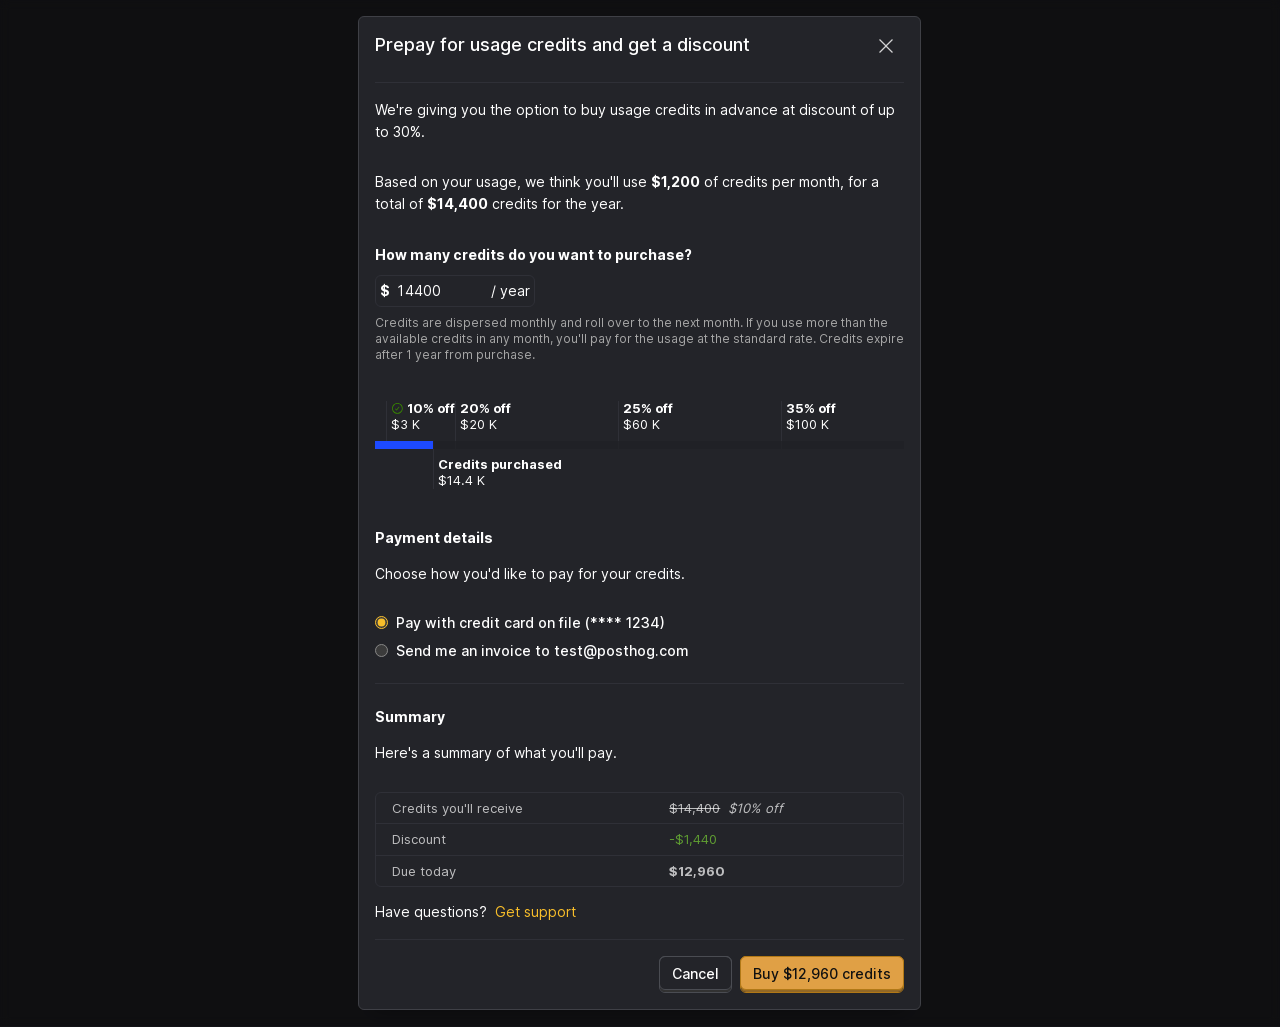 Prepay for usage credits and get a discount
We're giving you the option to buy usage credits in advance at discount of up
to 30%.
Based on your usage, we think you'll use $1,200 of credits per month, for a
total of $14,400 credits for the year.
How many credits do you want to purchase?
$ 14400 / year
Credits are dispersed monthly and roll over to the next month. If you use more than the
available credits in any month, you'll pay for the usage at the standard rate. Credits expire
after 1 year from purchase.
10% off 20% off 25% off 35% off
$3 K $20 K $60 K $100 K
Credits purchased
$14.4 K
Payment details
Choose how you'd like to pay for your credits.
Pay with credit card on file (**** 1234)
Send me an invoice to test@posthog.com
Summary
Here's a summary of what you'll pay.
Credits you'll receive $14,400 $10% off
Discount -$1,440
Due today $12,960
Have questions? Get support
Cancel Buy $12,960 credits